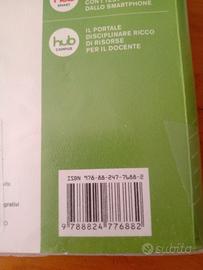 SMART
DALLO SMARTPHONE
hub
CAMPUS
IL PORTALE
DISCIPLINARE RICCO
DI RISORSE
PER IL DOCENTE
ISBN 978-88-247-7688-2
9 788824 776882
subito